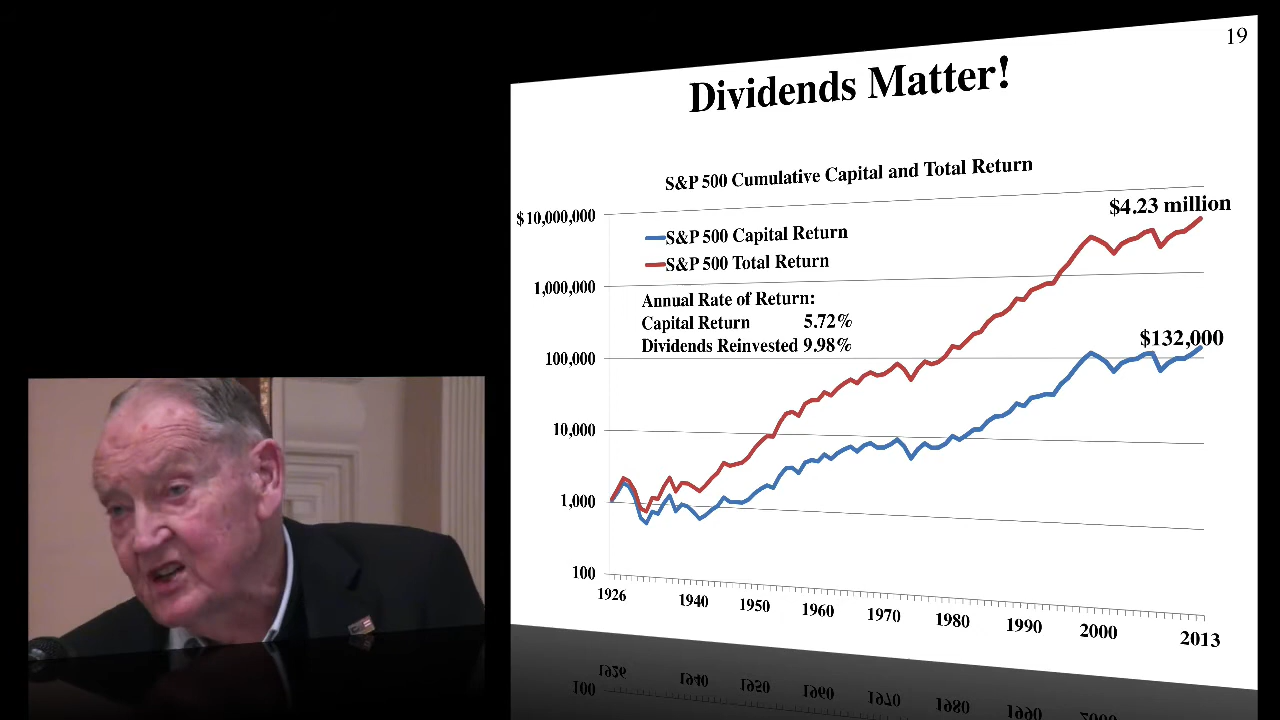 19
Dividends Matter!
S&P 500 Cumulative Capital and Total Return
$10,000,000
$4.23 million
S&P 500 Capital Return
S&P 500 Total Return
1,000,000
Annual Rate of Return:
Capital Return 5.72%
Dividends Reinvested 9.98%
$132,000
100,000
10,000
1,000
100
1926 1940 1950 1960 1970 1980 1990 2000 2013